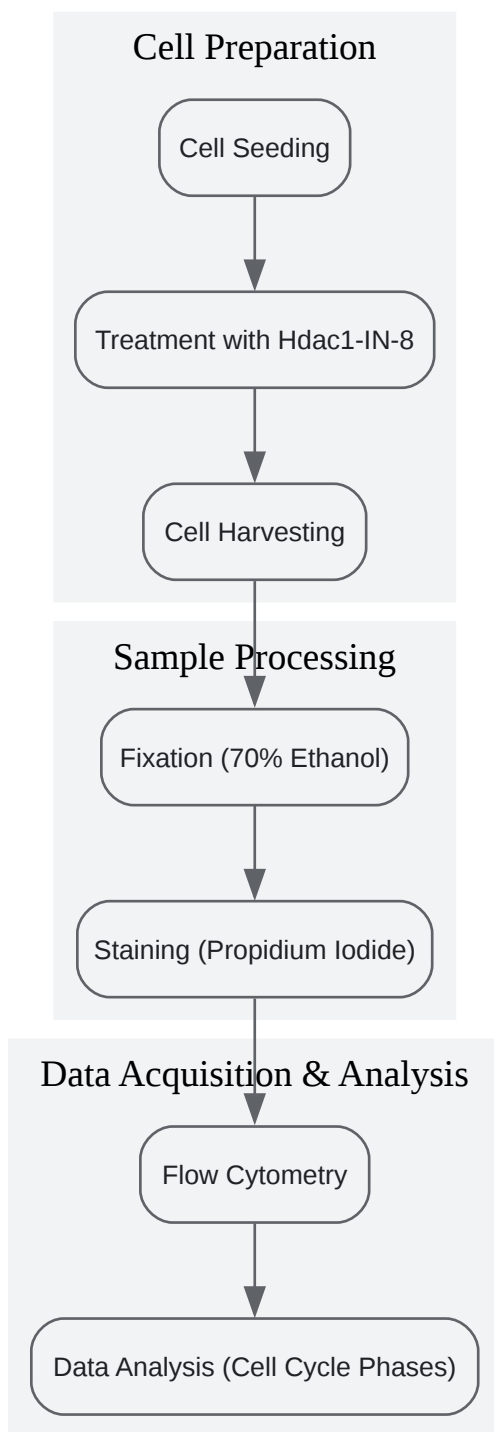 Cell Preparation
Cell Seeding
Treatment with Hdac1-IN-8
Cell Harvesting
Sample Processing
Fixation (70% Ethanol)
Staining (Propidium Iodide)
Data Acquisition & Analysis
Flow Cytometry
Data Analysis (Cell Cycle Phases)